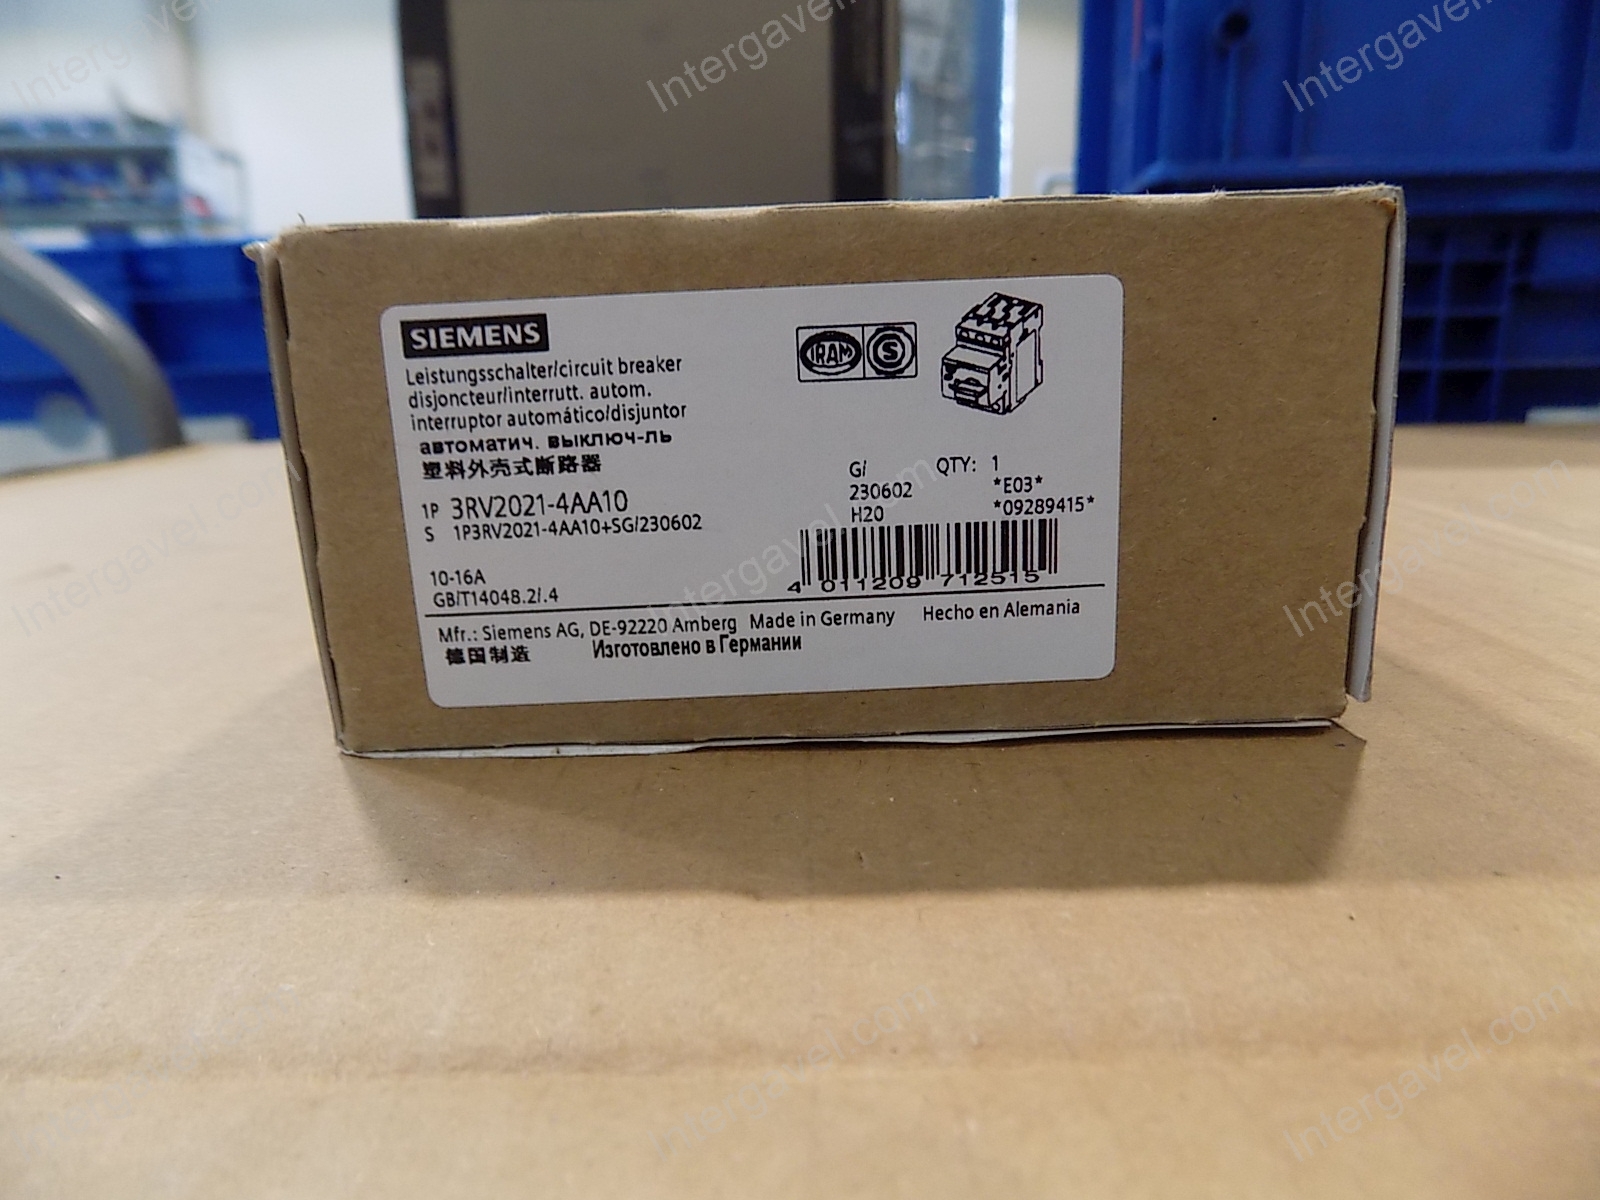 SIEMENS
Leistungsschalter/circuit breaker
disjoncteur/interrutt. autom.
interruptor automático/disjuntor
автоматич. выключ-ль
塑料外壳式断路器
1P 3RV2021-4AA10
S 1P3RV2021-4AA10+SG/230602
10-16A
GB/T14048.2/.4
IRAM S
G/ QTY: 1
230602 *E03*
H20 *09289415*
4 011209 712515
Mfr.: Siemens AG, DE-92220 Amberg Made in Germany Hecho en Alemania
德国制造 Изготовлено в Германии
Intergavel.com